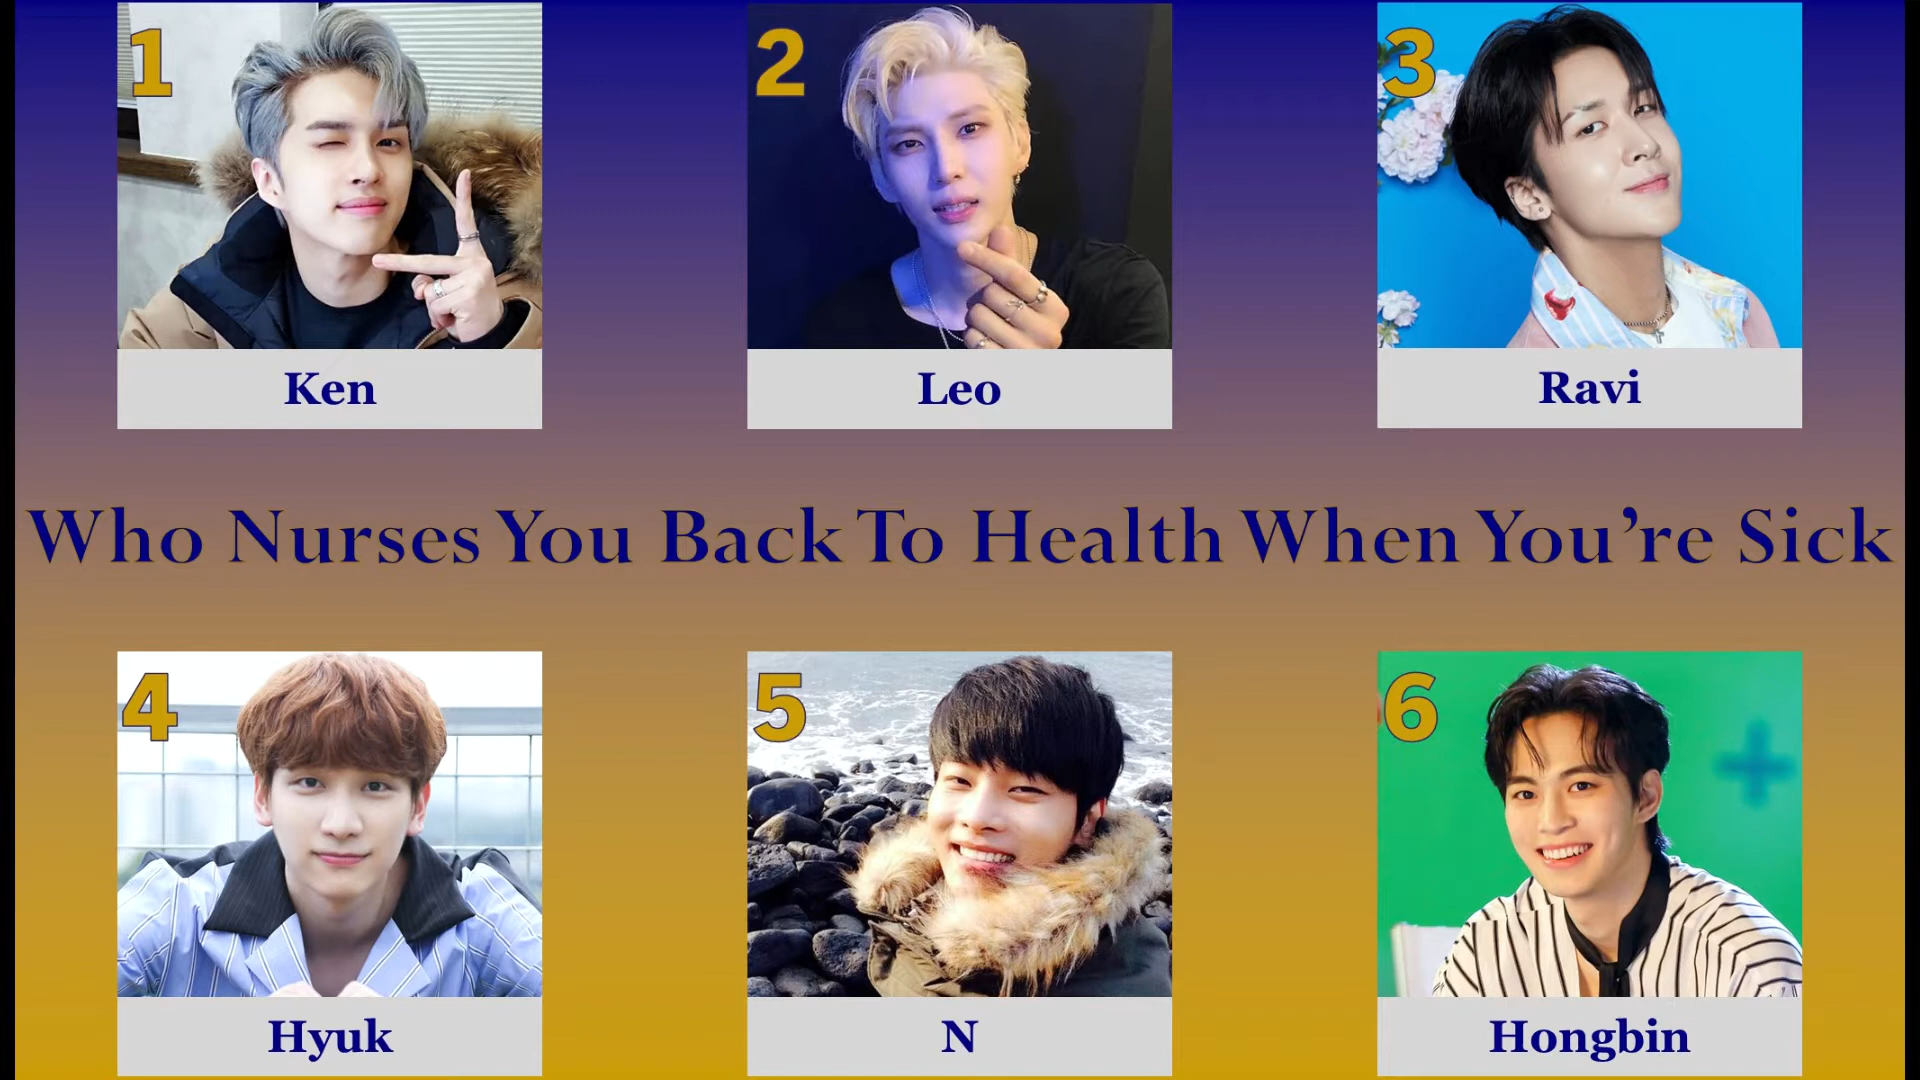 1
2
3
Ken
Leo
Ravi
Who Nurses You Back To Health When You’re Sick
4
5
6
Hyuk
N
Hongbin